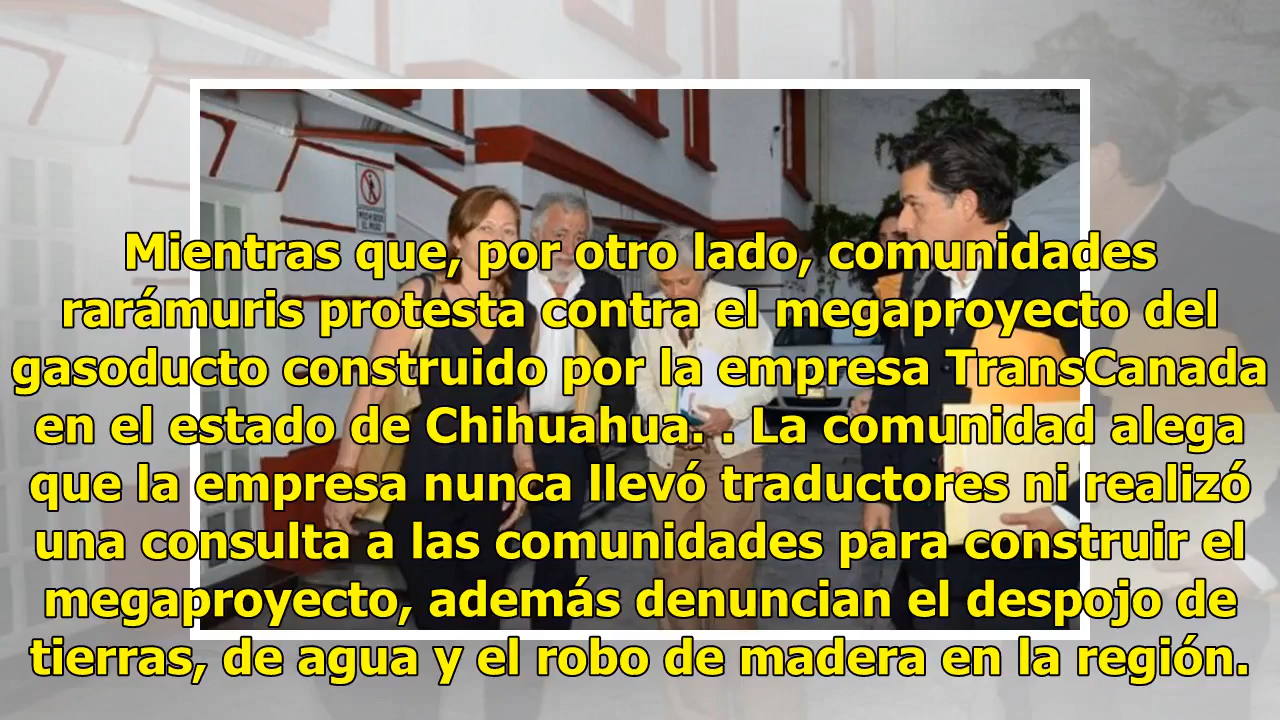 PROHIBIDO
EL PASO
Mientras que, por otro lado, comunidades
rarámuris protesta contra el megaproyecto del
gasoducto construido por la empresa TransCanada
en el estado de Chihuahua. . La comunidad alega
que la empresa nunca llevó traductores ni realizó
una consulta a las comunidades para construir el
megaproyecto, además denuncian el despojo de
tierras, de agua y el robo de madera en la región.